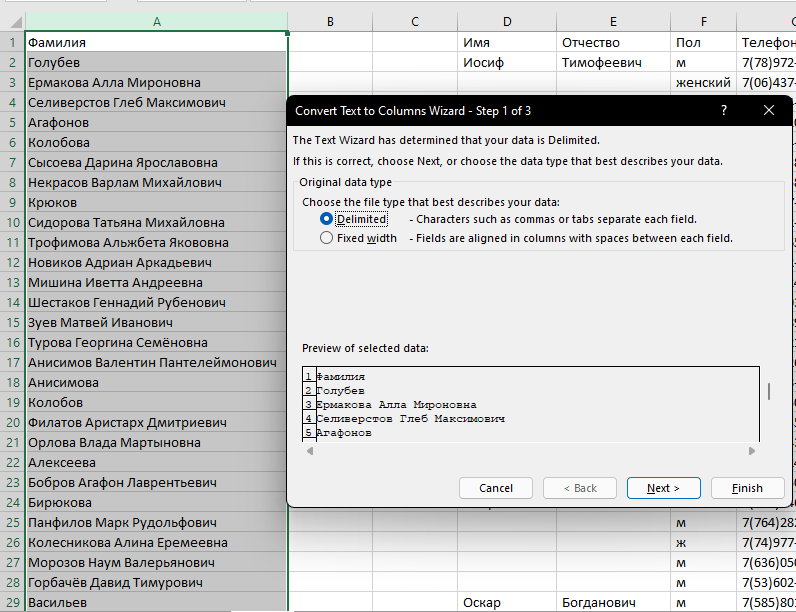 A B C D E F
1 Фамилия Имя Отчество Пол Телефон
2 Голубев Иосиф Тимофеевич м 7(78)972-
3 Ермакова Алла Мироновна женский 7(06)437-
4 Селиверстов Глеб Максимович
5 Агафонов
6 Колобова
7 Сысоева Дарина Ярославовна
8 Некрасов Варлам Михайлович
9 Крюков
10 Сидорова Татьяна Михайловна
11 Трофимова Альжбета Якововна
12 Новиков Адриан Аркадьевич
13 Мишина Иветта Андреевна
14 Шестаков Геннадий Рубенович
15 Зуев Матвей Иванович
16 Турова Георгина Семёновна
17 Анисимов Валентин Пантелеймонович
18 Анисимова
19 Колобов
20 Филатов Аристарх Дмитриевич
21 Орлова Влада Мартыновна
22 Алексеева
23 Бобров Агафон Лаврентьевич
24 Бирюкова
25 Панфилов Марк Рудольфович м 7(764)282
26 Колесникова Алина Еремеевна ж 7(74)977-
27 Морозов Наум Валерьянович м 7(636)050
28 Горбачёв Давид Тимурович м 7(53)602-
29 Васильев Оскар Богданович м 7(585)801
Convert Text to Columns Wizard - Step 1 of 3 ?
The Text Wizard has determined that your data is Delimited.
If this is correct, choose Next, or choose the data type that best describes your data.
Original data type
Choose the file type that best describes your data:
Delimited - Characters such as commas or tabs separate each field.
Fixed width - Fields are aligned in columns with spaces between each field.
Preview of selected data:
1 Фамилия
2 Голубев
3 Ермакова Алла Мироновна
4 Селиверстов Глеб Максимович
5 Агафонов
Cancel < Back Next > Finish